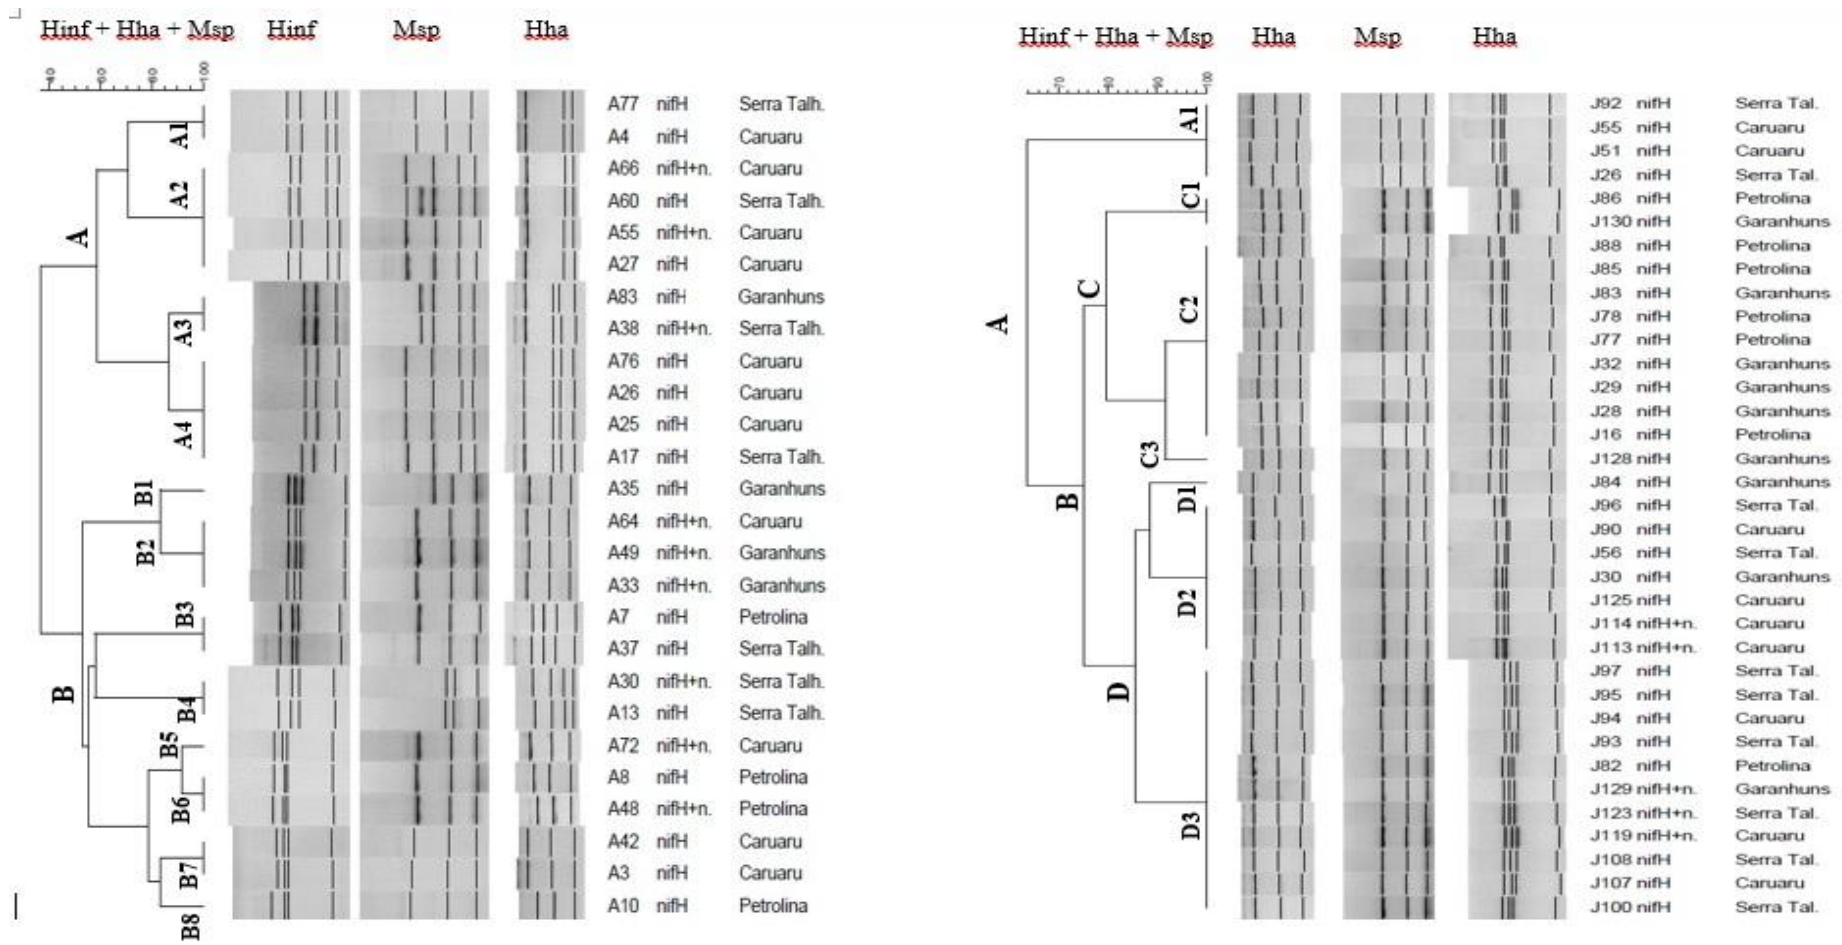 Hinf + Hha + Msp Hinf Msp Hha
40 60 80 100
A77 nifH Serra Talh.
A4 nifH Caruaru
A66 nifH+n. Caruaru
A60 nifH Serra Talh.
A55 nifH+n. Caruaru
A27 nifH Caruaru
A83 nifH Garanhuns
A38 nifH+n. Serra Talh.
A76 nifH Caruaru
A26 nifH Caruaru
A25 nifH Caruaru
A17 nifH Serra Talh.
A35 nifH Garanhuns
A64 nifH+n. Caruaru
A49 nifH+n. Garanhuns
A33 nifH+n. Garanhuns
A7 nifH Petrolina
A37 nifH Serra Talh.
A30 nifH+n. Serra Talh.
A13 nifH Serra Talh.
A72 nifH+n. Caruaru
A8 nifH Petrolina
A48 nifH+n. Petrolina
A42 nifH Caruaru
A3 nifH Caruaru
A10 nifH Petrolina
A
A1
A2
A3
A4
B
B1
B2
B3
B4
B5
B6
B7
B8
Hinf + Hha + Msp Hha Msp Hha
70 80 90 100
J92 nifH Serra Tal.
J55 nifH Caruaru
J51 nifH Caruaru
J26 nifH Serra Tal.
J86 nifH Petrolina
J130 nifH Garanhuns
J88 nifH Petrolina
J85 nifH Petrolina
J83 nifH Garanhuns
J78 nifH Petrolina
J77 nifH Petrolina
J32 nifH Garanhuns
J29 nifH Garanhuns
J28 nifH Garanhuns
J16 nifH Petrolina
J128 nifH Garanhuns
J84 nifH Garanhuns
J96 nifH Serra Tal.
J90 nifH Caruaru
J56 nifH Serra Tal.
J30 nifH Garanhuns
J125 nifH Caruaru
J114 nifH+n. Caruaru
J113 nifH+n. Caruaru
J97 nifH Serra Tal.
J95 nifH Serra Tal.
J94 nifH Caruaru
J93 nifH Serra Tal.
J82 nifH Petrolina
J129 nifH+n. Garanhuns
J123 nifH+n. Serra Tal.
J119 nifH+n. Caruaru
J108 nifH Serra Tal.
J107 nifH Caruaru
J100 nifH Serra Tal.
A
A1
B
C
C1
C2
C3
D
D1
D2
D3